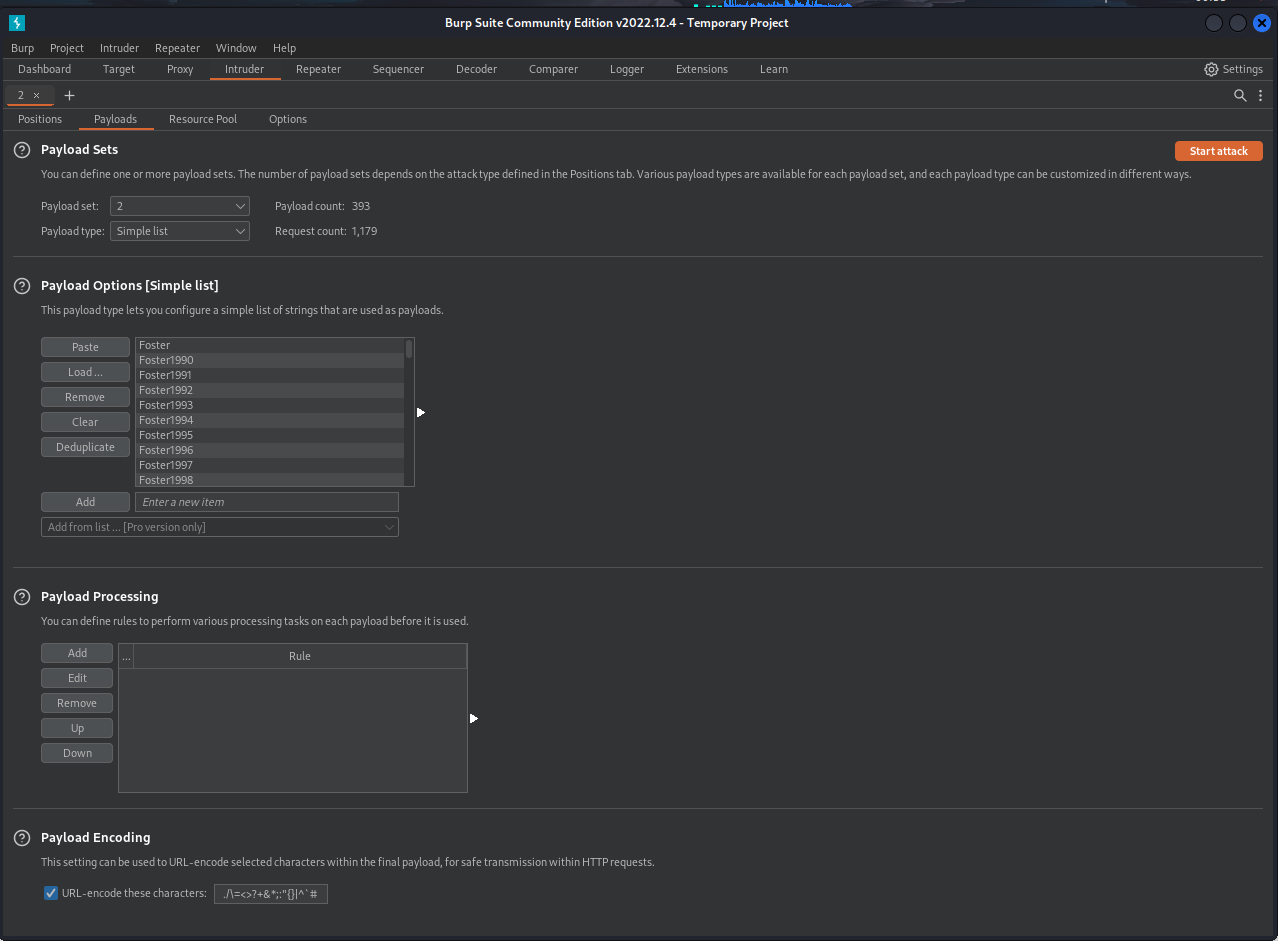 Burp Suite Community Edition v2022.12.4 - Temporary Project
Burp Project Intruder Repeater Window Help
Dashboard Target Proxy Intruder Repeater Sequencer Decoder Comparer Logger Extensions Learn Settings
2 × +
Positions Payloads Resource Pool Options
? Payload Sets
Start attack
You can define one or more payload sets. The number of payload sets depends on the attack type defined in the Positions tab. Various payload types are available for each payload set, and each payload type can be customized in different ways.
Payload set: 2 Payload count: 393
Payload type: Simple list Request count: 1,179
? Payload Options [Simple list]
This payload type lets you configure a simple list of strings that are used as payloads.
Paste
Load ...
Remove
Clear
Deduplicate
Foster
Foster1990
Foster1991
Foster1992
Foster1993
Foster1994
Foster1995
Foster1996
Foster1997
Foster1998
Add Enter a new item
Add from list ... [Pro version only]
? Payload Processing
You can define rules to perform various processing tasks on each payload before it is used.
Add
Edit
Remove
Up
Down
... Rule
? Payload Encoding
This setting can be used to URL-encode selected characters within the final payload, for safe transmission within HTTP requests.
URL-encode these characters: ./\=<>?+&*;:"{}|^`#